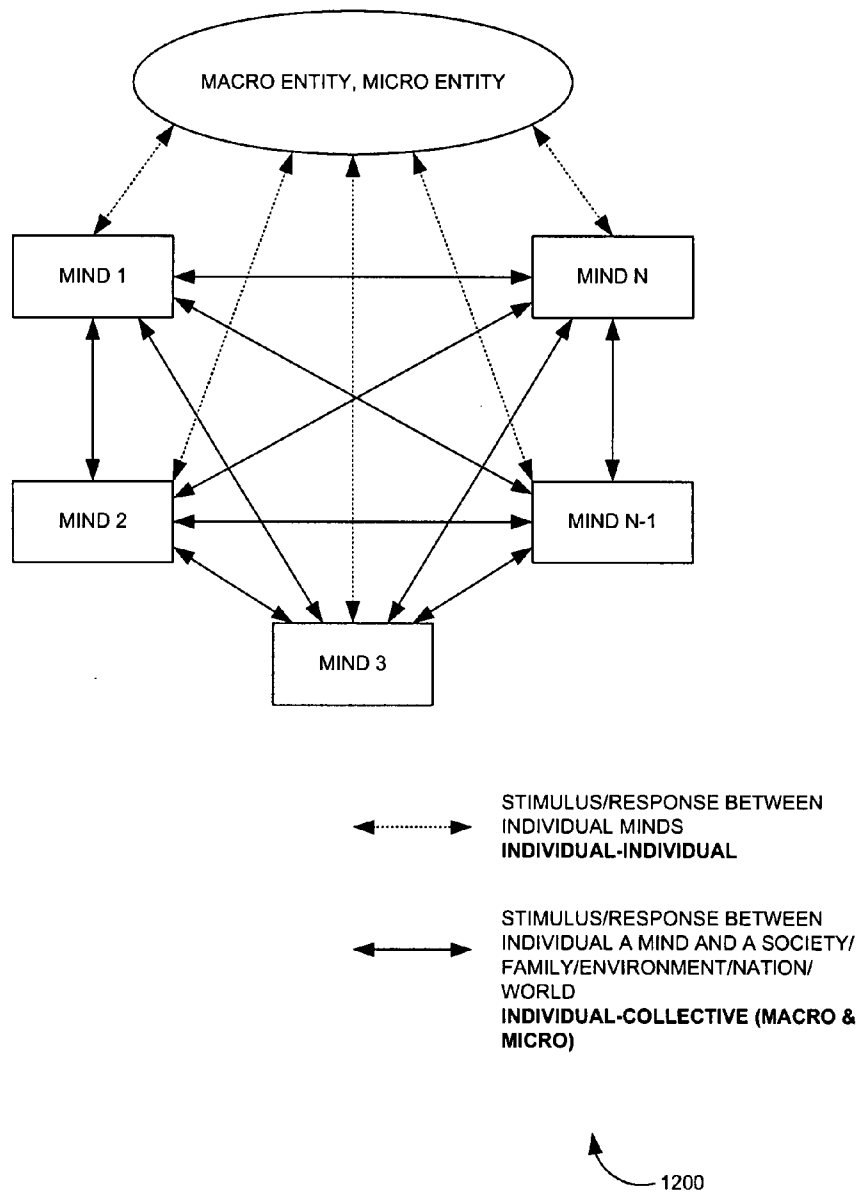 MACRO ENTITY, MICRO ENTITY
MIND 1
MIND N
MIND 2
MIND N-1
MIND 3
STIMULUS/RESPONSE BETWEEN
INDIVIDUAL MINDS
INDIVIDUAL-INDIVIDUAL
STIMULUS/RESPONSE BETWEEN
INDIVIDUAL A MIND AND A SOCIETY/
FAMILY/ENVIRONMENT/NATION/
WORLD
INDIVIDUAL-COLLECTIVE (MACRO &
MICRO)
1200